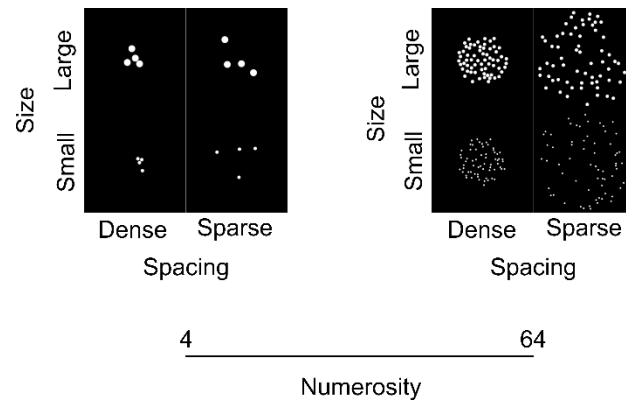 Size
Large
Small
Dense Sparse
Spacing
Size
Large
Small
Dense Sparse
Spacing
4 64
Numerosity